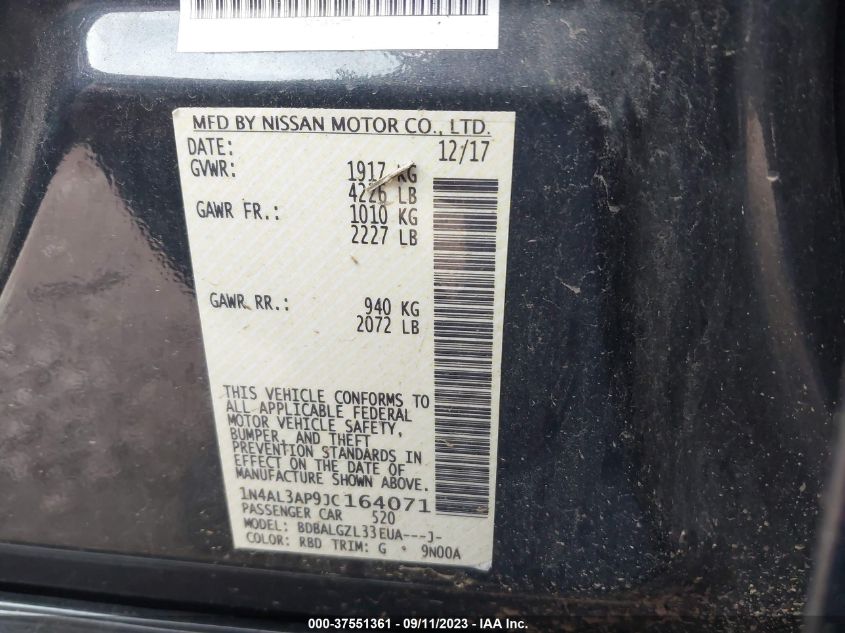 MFD BY NISSAN MOTOR CO., LTD.
DATE: 12/17
GVWR: 1917 KG
4226 LB
GAWR FR.: 1010 KG
2227 LB
GAWR RR.: 940 KG
2072 LB
THIS VEHICLE CONFORMS TO
ALL APPLICABLE FEDERAL
MOTOR VEHICLE SAFETY,
BUMPER, AND THEFT
PREVENTION STANDARDS IN
EFFECT ON THE DATE OF
MANUFACTURE SHOWN ABOVE.
1N4AL3AP9JC164071
PASSENGER CAR 520
MODEL: BDBALGZL33EUA---J-
COLOR: RBD TRIM: G * 9N00A
000-37551361 - 09/11/2023 - IAA Inc.